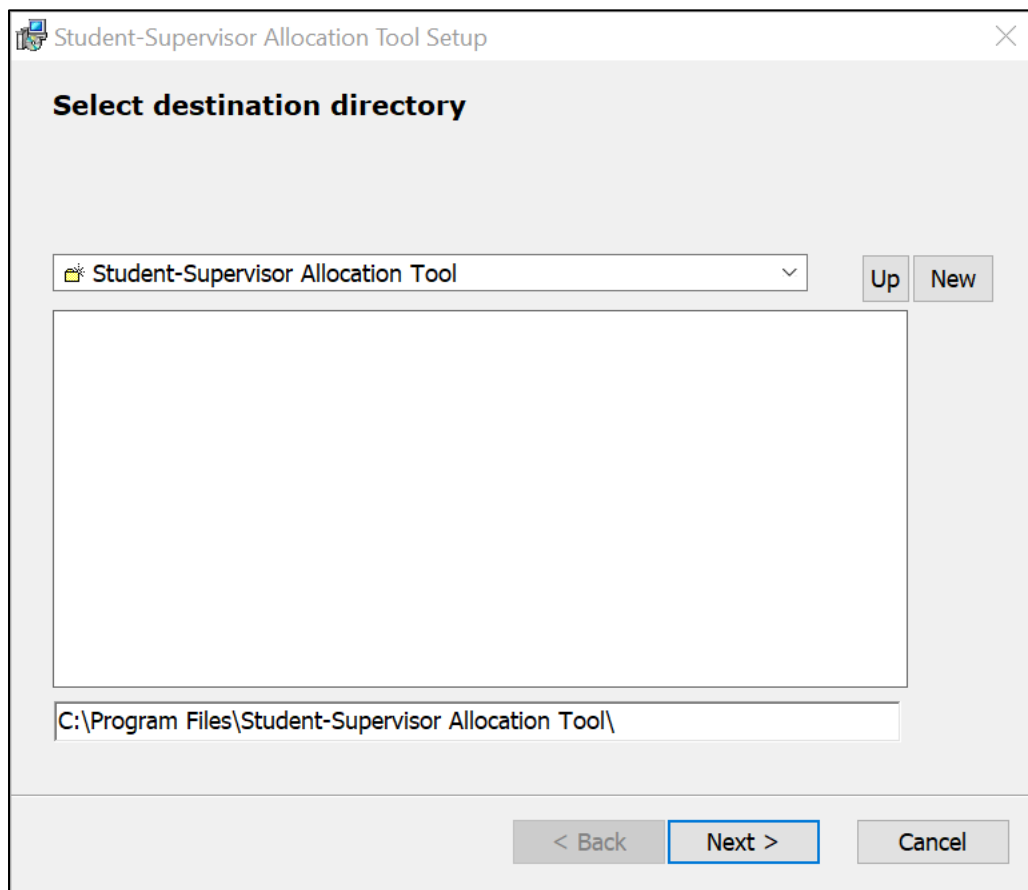 Student-Supervisor Allocation Tool Setup
Select destination directory
Student-Supervisor Allocation Tool
Up New
C:\Program Files\Student-Supervisor Allocation Tool\
< Back Next > Cancel